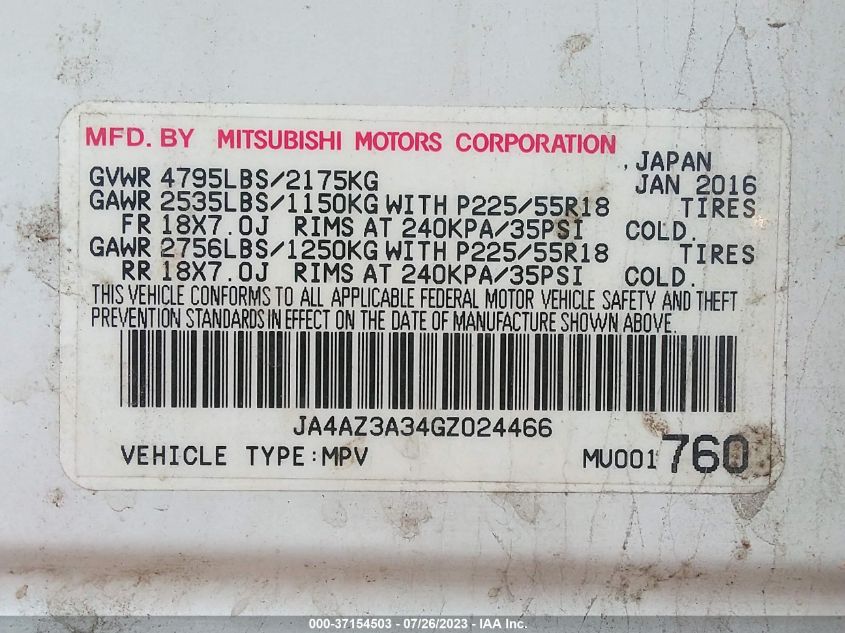 MFD. BY MITSUBISHI MOTORS CORPORATION , JAPAN
GVWR 4795LBS/2175KG JAN 2016
GAWR 2535LBS/1150KG WITH P225/55R18 TIRES
FR 18X7.0J RIMS AT 240KPA/35PSI COLD.
GAWR 2756LBS/1250KG WITH P225/55R18 TIRES
RR 18X7.0J RIMS AT 240KPA/35PSI COLD.
THIS VEHICLE CONFORMS TO ALL APPLICABLE FEDERAL MOTOR VEHICLE SAFETY AND THEFT
PREVENTION STANDARDS IN EFFECT ON THE DATE OF MANUFACTURE SHOWN ABOVE.
JA4AZ3A34GZ024466
VEHICLE TYPE:MPV MU001 760
000-37154503 / 07/26/2023 - IAA Inc.